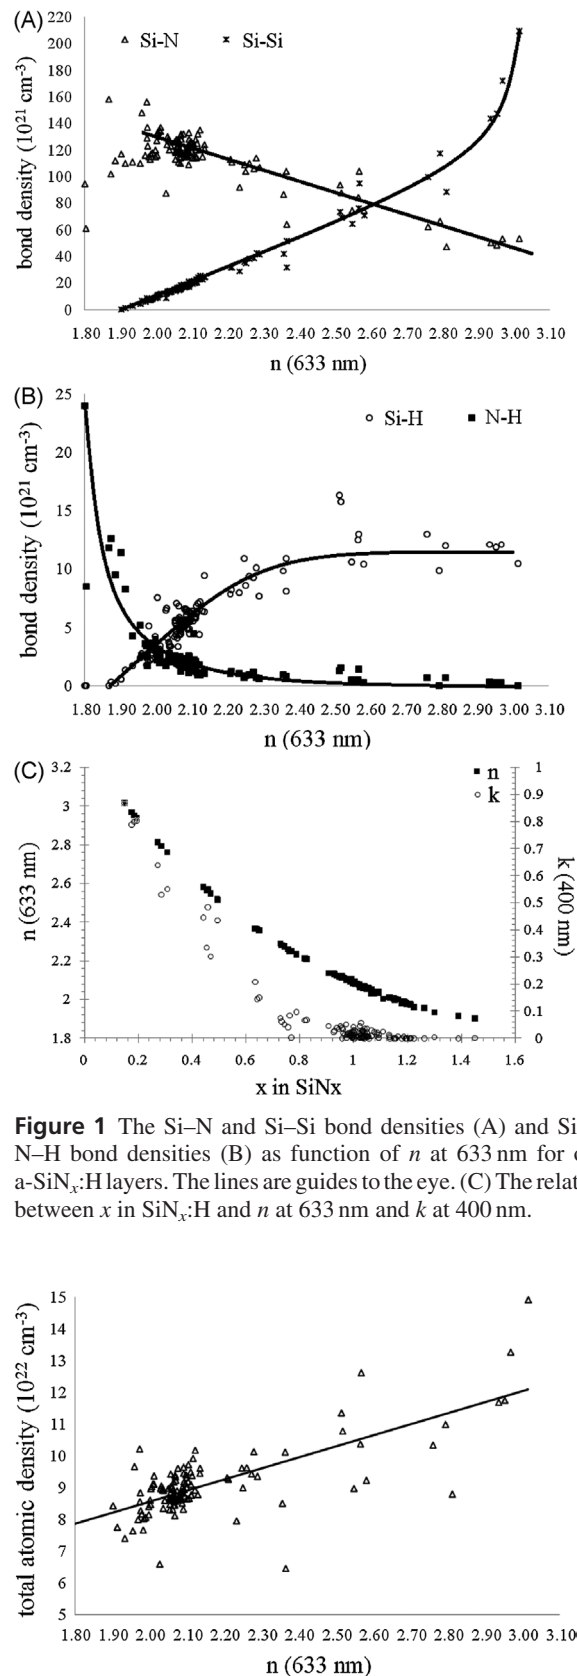 (A)
220
200
180
160
140
120
100
80
60
40
20
0
bond density (10²¹ cm⁻³)
Si-N
Si-Si
1.80 1.90 2.00 2.10 2.20 2.30 2.40 2.50 2.60 2.70 2.80 2.90 3.00 3.10
n (633 nm)
(B)
25
20
15
10
5
0
bond density (10²¹ cm⁻³)
Si-H
N-H
1.80 1.90 2.00 2.10 2.20 2.30 2.40 2.50 2.60 2.70 2.80 2.90 3.00 3.10
n (633 nm)
(C)
3.2
3
2.8
2.6
2.4
2.2
2
1.8
n (633 nm)
n
k
1
0.9
0.8
0.7
0.6
0.5
0.4
0.3
0.2
0.1
0
k (400 nm)
0 0.2 0.4 0.6 0.8 1.0 1.2 1.4 1.6
x in SiNx
Figure 1 The Si–N and Si–Si bond densities (A) and Si
N–H bond densities (B) as function of n at 633 nm for
a-SiNₓ:H layers. The lines are guides to the eye. (C) The relat
between x in SiNₓ:H and n at 633 nm and k at 400 nm.
15
14
13
12
11
10
9
8
7
6
5
total atomic density (10²² cm⁻³)
1.80 1.90 2.00 2.10 2.20 2.30 2.40 2.50 2.60 2.70 2.80 2.90 3.00 3.10
n (633 nm)